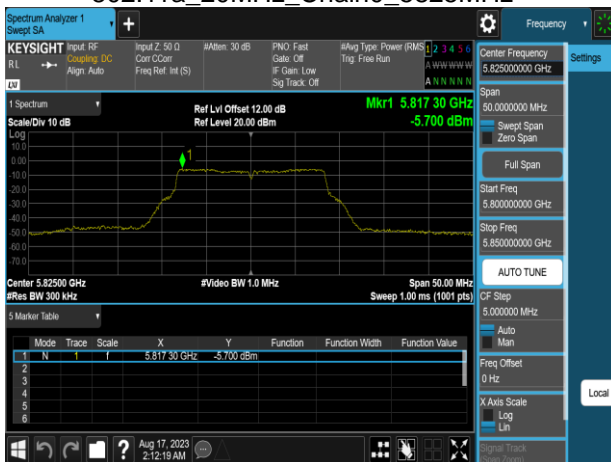 Spectrum Analyzer 1
Swept SA
Frequency
KEYSIGHT
RL
LXI
Input: RF
Coupling: DC
Align: Auto
Input Z: 50 Ω
Corr CCorr
Freq Ref: Int (S)
#Atten: 30 dB
PNO: Fast
Gate: Off
IF Gain: Low
Sig Track: Off
#Avg Type: Power (RMS
Trig: Free Run
1 2 3 4 5 6
A W W W W W
A N N N N N
Settings
Center Frequency
5.825000000 GHz
Span
50.0000000 MHz
Swept Span
Zero Span
Full Span
Start Freq
5.800000000 GHz
Stop Freq
5.850000000 GHz
AUTO TUNE
CF Step
5.000000 MHz
Auto
Man
Freq Offset
0 Hz
X Axis Scale
Log
Lin
Signal Track
(Span Zoom)
Local
1 Spectrum
Scale/Div 10 dB
Ref Lvl Offset 12.00 dB
Ref Level 20.00 dBm
Mkr1 5.817 30 GHz
-5.700 dBm
Log
10.0
0.00
-10.0
-20.0
-30.0
-40.0
-50.0
-60.0
-70.0
1
Center 5.82500 GHz
#Res BW 300 kHz
#Video BW 1.0 MHz
Span 50.00 MHz
Sweep 1.00 ms (1001 pts)
5 Marker Table
Mode Trace Scale X Y Function Function Width Function Value
1 N 1 f 5.817 30 GHz -5.700 dBm
2
3
4
5
6
?
Aug 17, 2023
2:12:19 AM